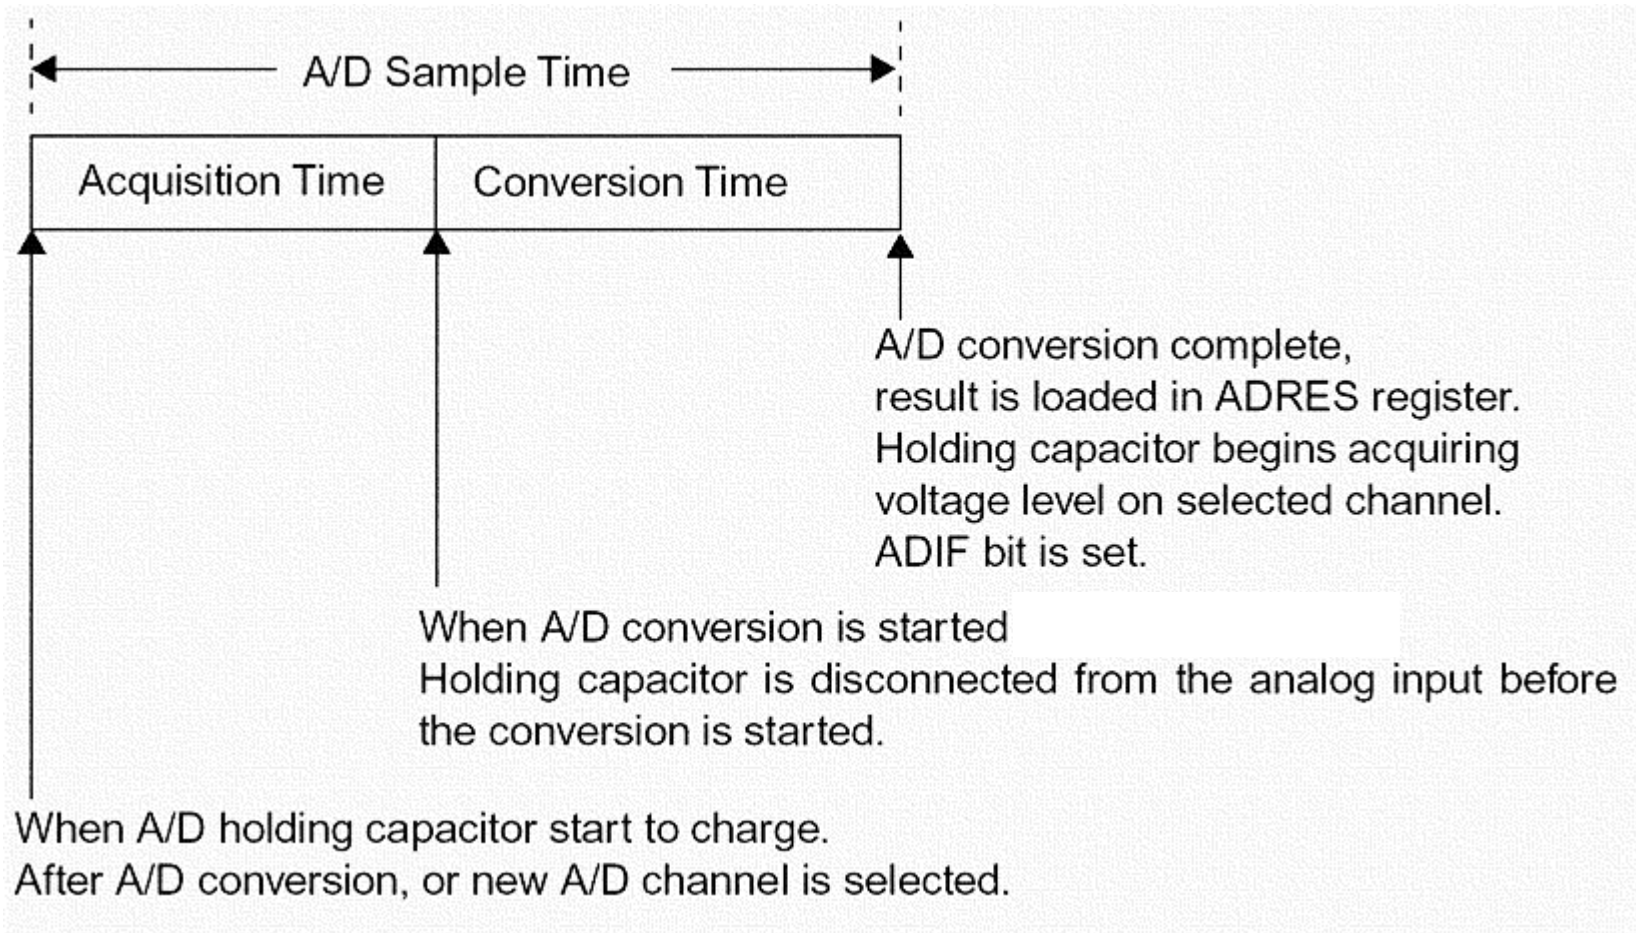 A/D Sample Time
Acquisition Time
Conversion Time
A/D conversion complete,
result is loaded in ADRES register.
Holding capacitor begins acquiring
voltage level on selected channel.
ADIF bit is set.
When A/D conversion is started
Holding capacitor is disconnected from the analog input before
the conversion is started.
When A/D holding capacitor start to charge.
After A/D conversion, or new A/D channel is selected.